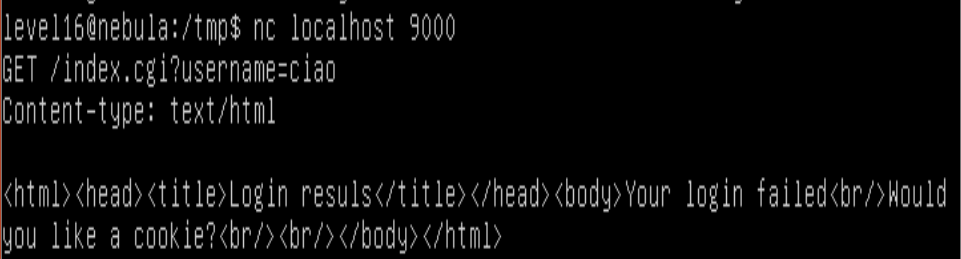 level16@nebula:/tmp$ nc localhost 9000
GET /index.cgi?username=ciao
Content-type: text/html
<html><head><title>Login resuls</title></head><body>Your login failed<br/>Would
you like a cookie?<br/><br/></body></html>